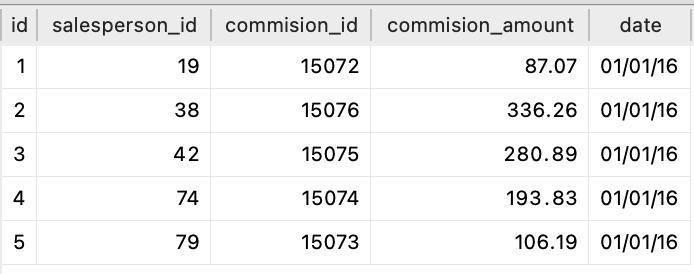 id salesperson_id commision_id commision_amount date
1 19 15072 87.07 01/01/16
2 38 15076 336.26 01/01/16
3 42 15075 280.89 01/01/16
4 74 15074 193.83 01/01/16
5 79 15073 106.19 01/01/16